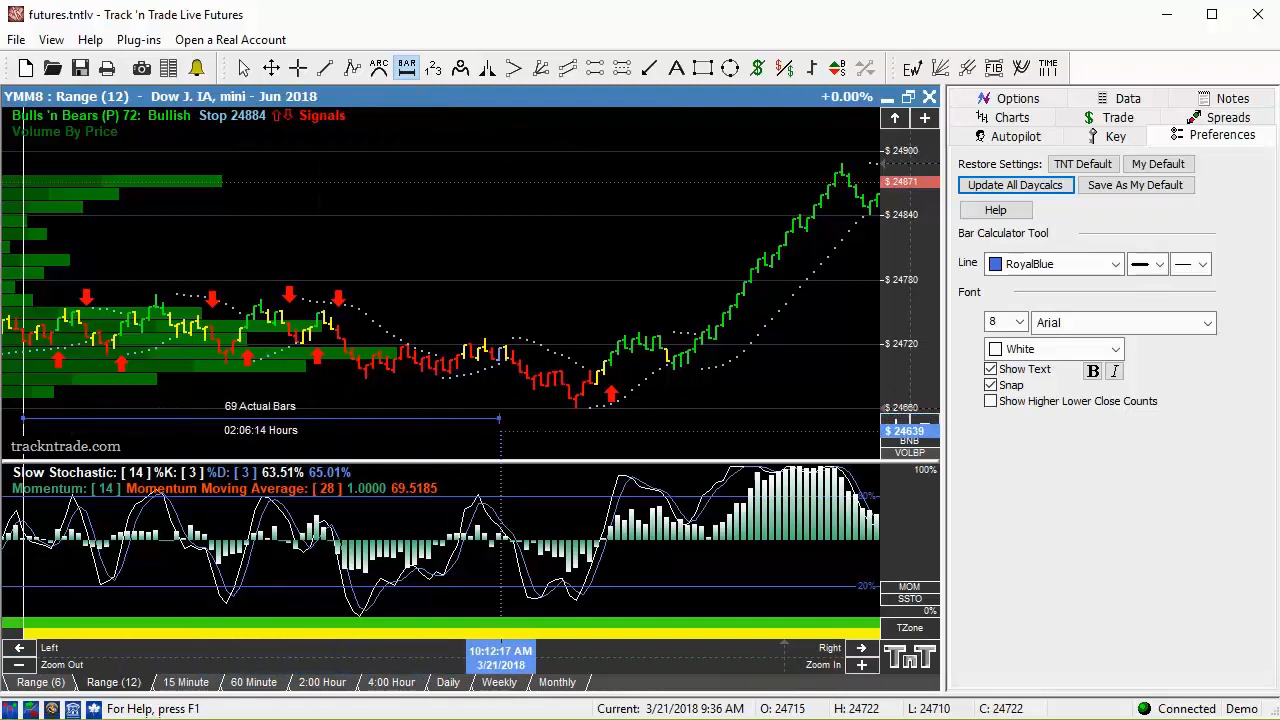 futures.tntlv - Track 'n Trade Live Futures
File View Help Plug-ins Open a Real Account
YMM8 : Range (12) - Dow J. IA, mini - Jun 2018 +0.00%
Bulls 'n Bears (P) 72: Bullish Stop 24884 Signals
Volume By Price
$ 24900
$ 24871
$ 24840
$ 24780
$ 24720
$ 24660
$ 24639
BNB
VOLBP
69 Actual Bars
02:06:14 Hours
trackntrade.com
Slow Stochastic: [ 14 ] %K: [ 3 ] %D: [ 3 ] 63.51% 65.01%
Momentum: [ 14 ] Momentum Moving Average: [ 28 ] 1.0000 69.5185
100%
80%
20%
MOM
SSTO
0%
TZone
Left
Zoom Out
10:12:17 AM
3/21/2018
Right
Zoom In
TNT
Range (6) Range (12) 15 Minute 60 Minute 2:00 Hour 4:00 Hour Daily Weekly Monthly
Options Data Notes
Charts Trade Spreads
Autopilot Key Preferences
Restore Settings: TNT Default My Default
Update All Daycalcs Save As My Default
Help
Bar Calculator Tool
Line RoyalBlue
Font
8 Arial
White
Show Text B I
Snap
Show Higher Lower Close Counts
For Help, press F1 Current: 3/21/2018 9:36 AM O: 24715 H: 24722 L: 24710 C: 24722 Connected Demo